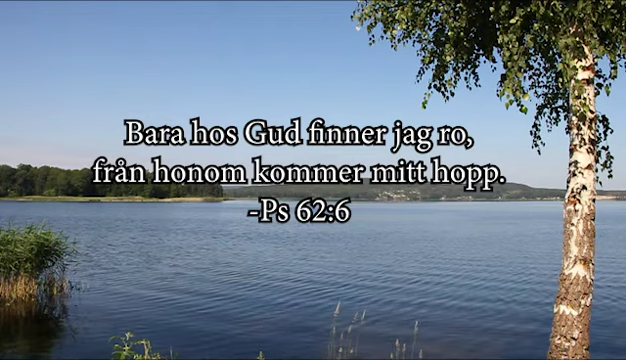 Bara hos Gud finner jag ro,
från honom kommer mitt hopp.
-Ps 62:6